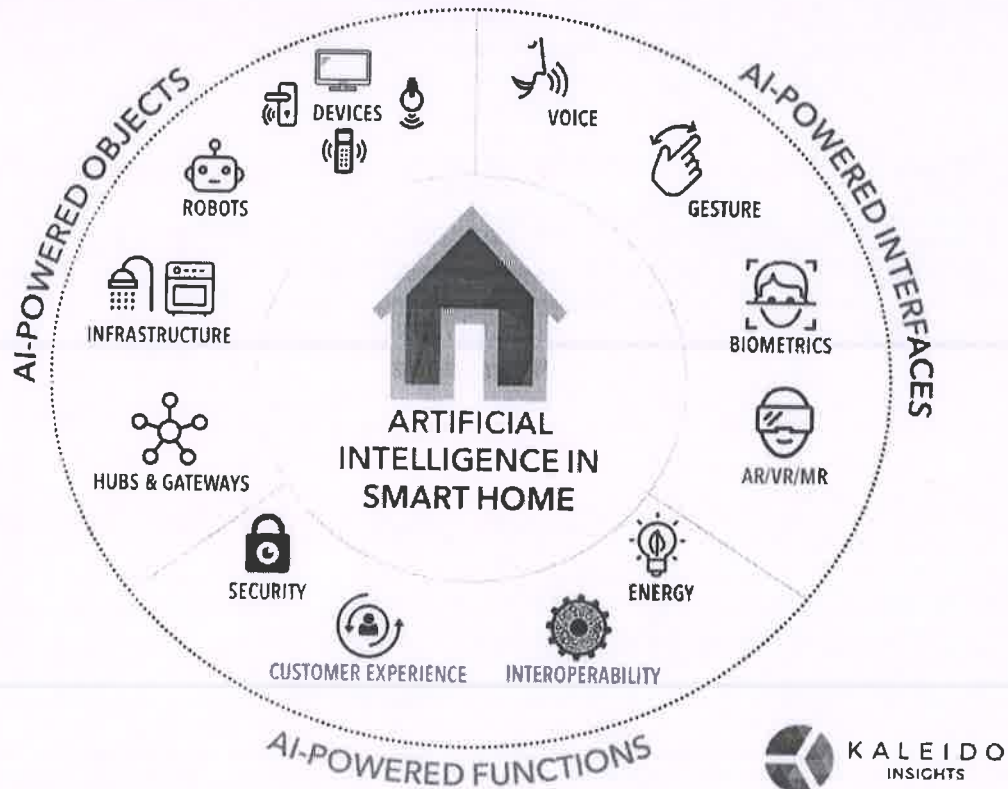 AI-POWERED OBJECTS
DEVICES
ROBOTS
INFRASTRUCTURE
HUBS & GATEWAYS
AI-POWERED INTERFACES
VOICE
GESTURE
BIOMETRICS
AR/VR/MR
ARTIFICIAL
INTELLIGENCE IN
SMART HOME
SECURITY
CUSTOMER EXPERIENCE
INTEROPERABILITY
ENERGY
AI-POWERED FUNCTIONS
KALEIDO
INSIGHTS